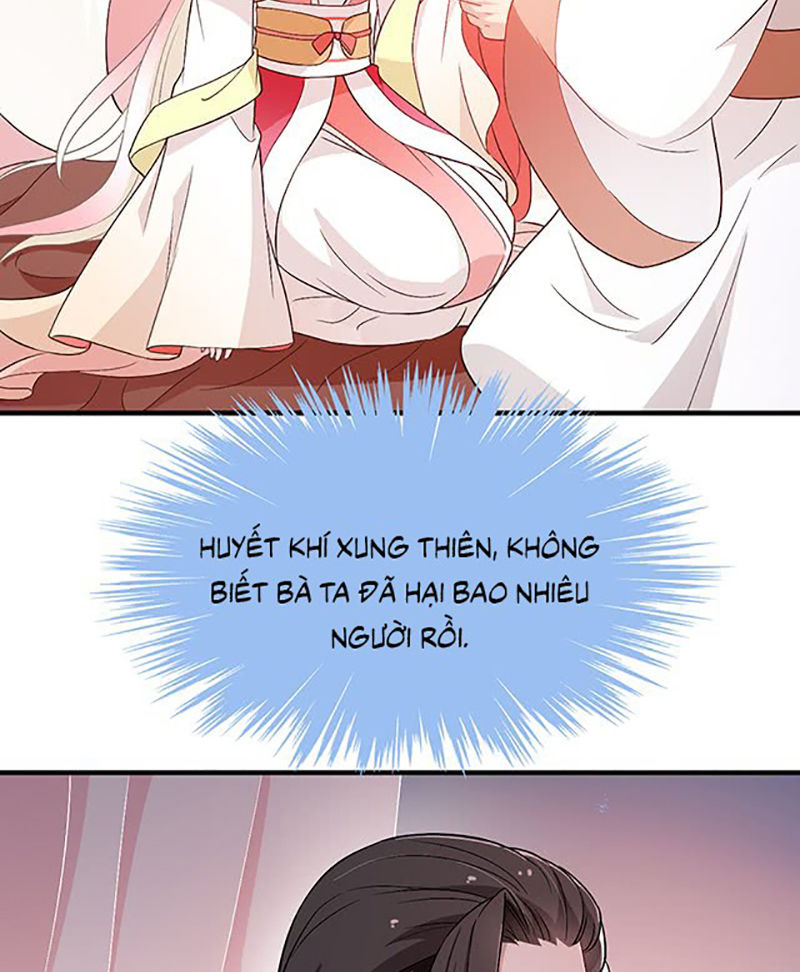 HUYẾT KHÍ XUNG THIÊN, KHÔNG
BIẾT BÀ TA ĐÃ HẠI BAO NHIÊU
NGƯỜI RỒI.